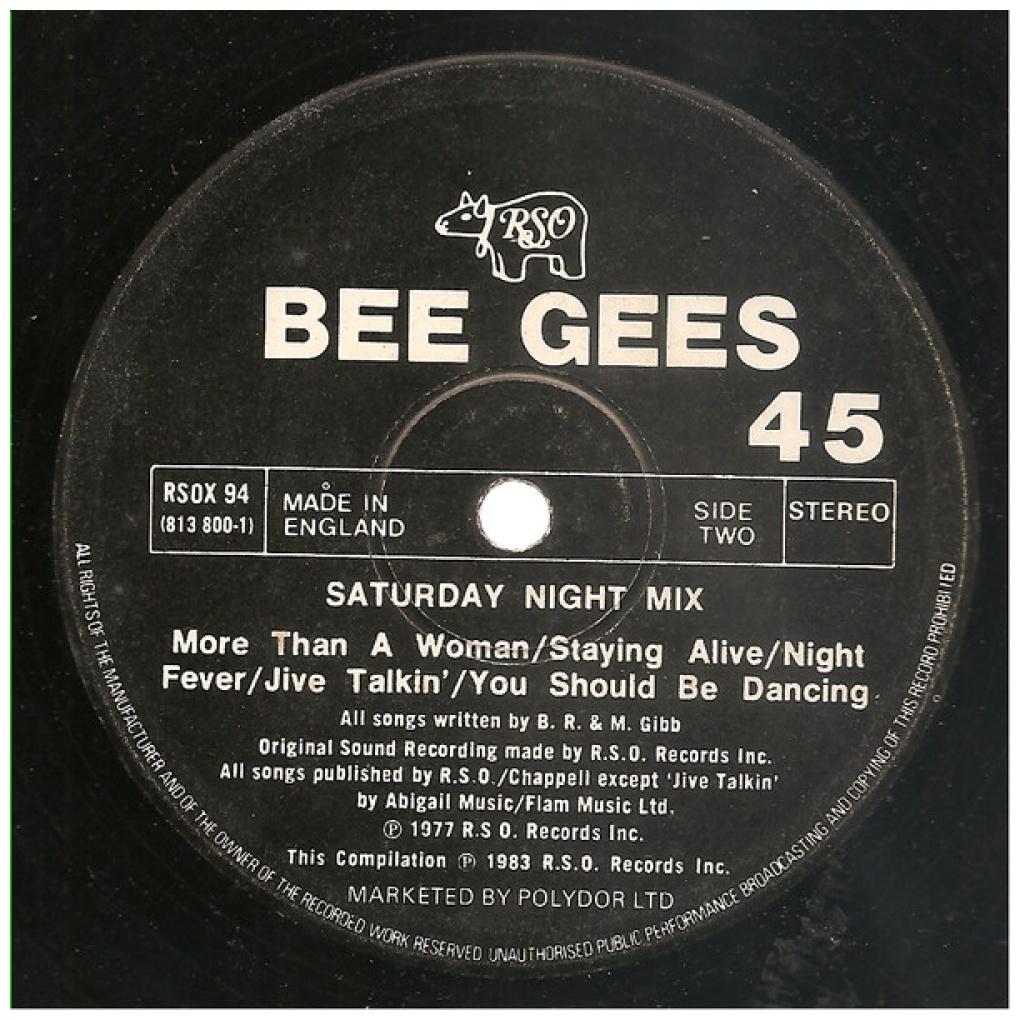 RSO
BEE GEES
45
RSOX 94
(813 800-1)
MADE IN
ENGLAND
SIDE
TWO
STEREO
SATURDAY NIGHT MIX
More Than A Woman/Staying Alive/Night
Fever/Jive Talkin'/You Should Be Dancing.
All songs written by B. R. & M. Gibb
Original Sound Recording made by R.S.O. Records Inc.
All songs published by R.S.O./Chappell except 'Jive Talkin'
by Abigail Music/Flam Music Ltd.
℗ 1977 R.S O. Records Inc.
This Compilation ℗ 1983 R.S.O. Records Inc.
MARKETED BY POLYDOR LTD
ALL RIGHTS OF THE MANUFACTURER AND OF THE OWNER OF THE RECORDED WORK RESERVED UNAUTHORISED PUBLIC PERFORMANCE BROADCASTING AND COPYING OF THIS RECORD PROHIBITED